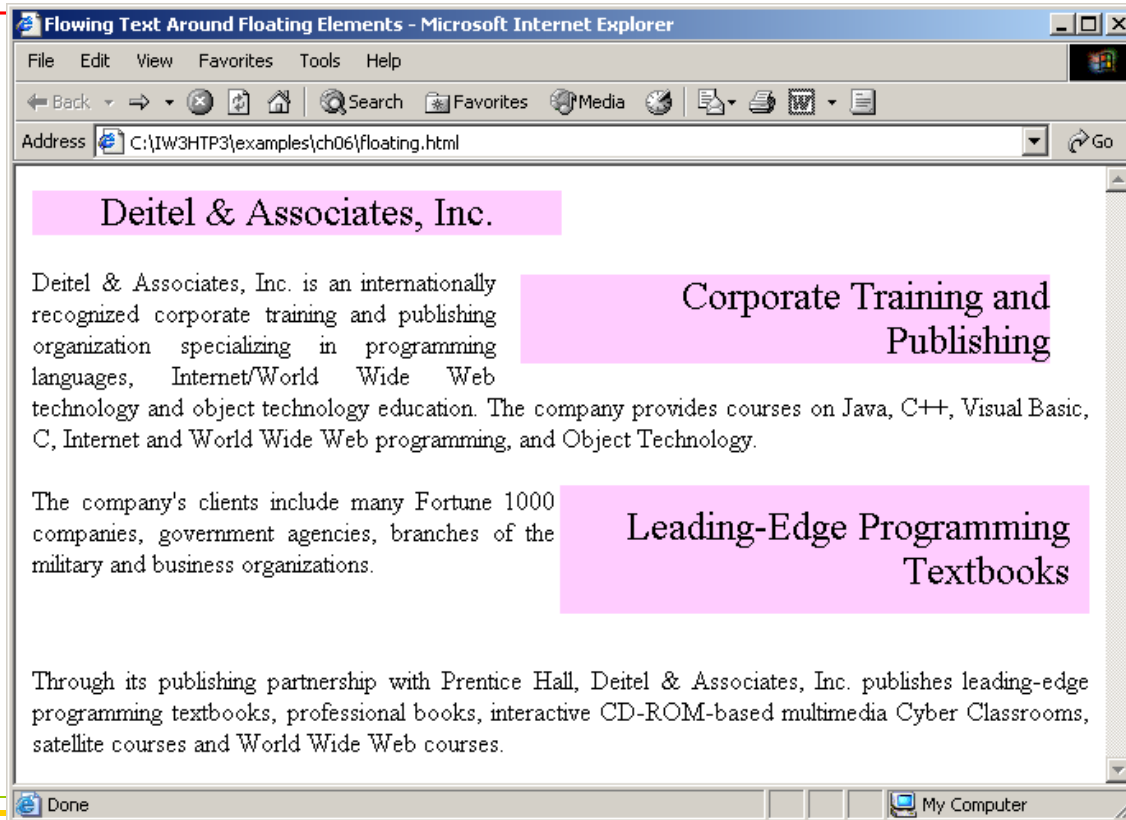 Flowing Text Around Floating Elements - Microsoft Internet Explorer
File Edit View Favorites Tools Help
Back Search Favorites Media
Address C:\IW3HTP3\examples\ch06\floating.html Go
Deitel & Associates, Inc.
Deitel & Associates, Inc. is an internationally
recognized corporate training and publishing
organization specializing in programming
languages, Internet/World Wide Web
Corporate Training and
Publishing
technology and object technology education. The company provides courses on Java, C++, Visual Basic,
C, Internet and World Wide Web programming, and Object Technology.
The company's clients include many Fortune 1000
companies, government agencies, branches of the
military and business organizations.
Leading-Edge Programming
Textbooks
Through its publishing partnership with Prentice Hall, Deitel & Associates, Inc. publishes leading-edge
programming textbooks, professional books, interactive CD-ROM-based multimedia Cyber Classrooms,
satellite courses and World Wide Web courses.
Done My Computer